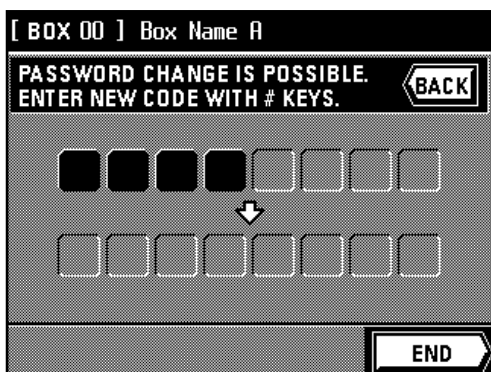 [ BOX 00 ] Box Name A
PASSWORD CHANGE IS POSSIBLE.
ENTER NEW CODE WITH # KEYS.
BACK
END